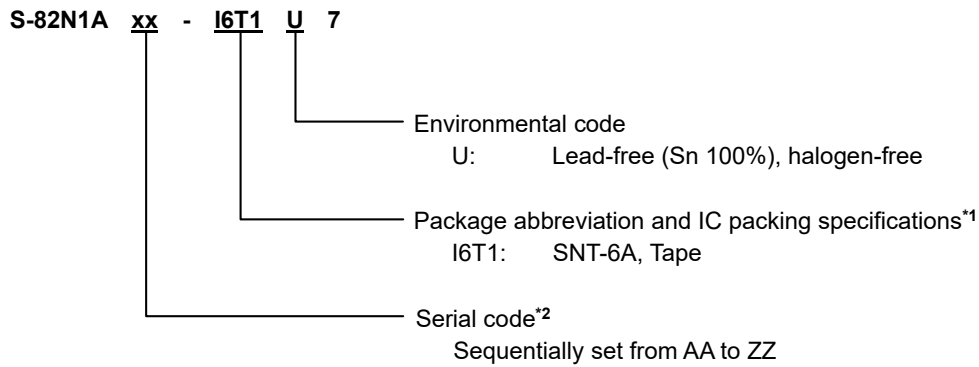 S-82N1A xx - I6T1 U 7
Environmental code
U: Lead-free (Sn 100%), halogen-free
Package abbreviation and IC packing specifications*1
I6T1: SNT-6A, Tape
Serial code*2
Sequentially set from AA to ZZ